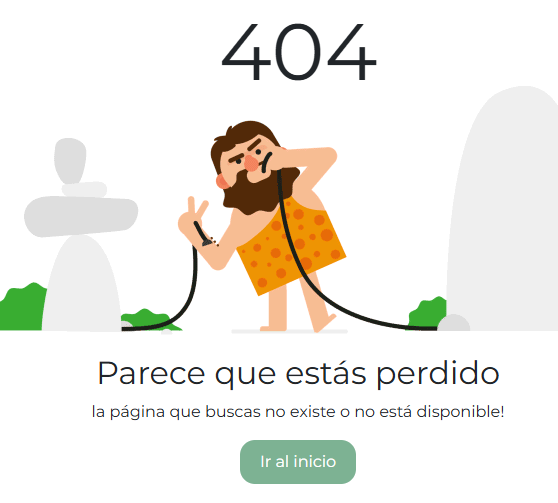 404
Parece que estás perdido
la página que buscas no existe o no está disponible!
Ir al inicio